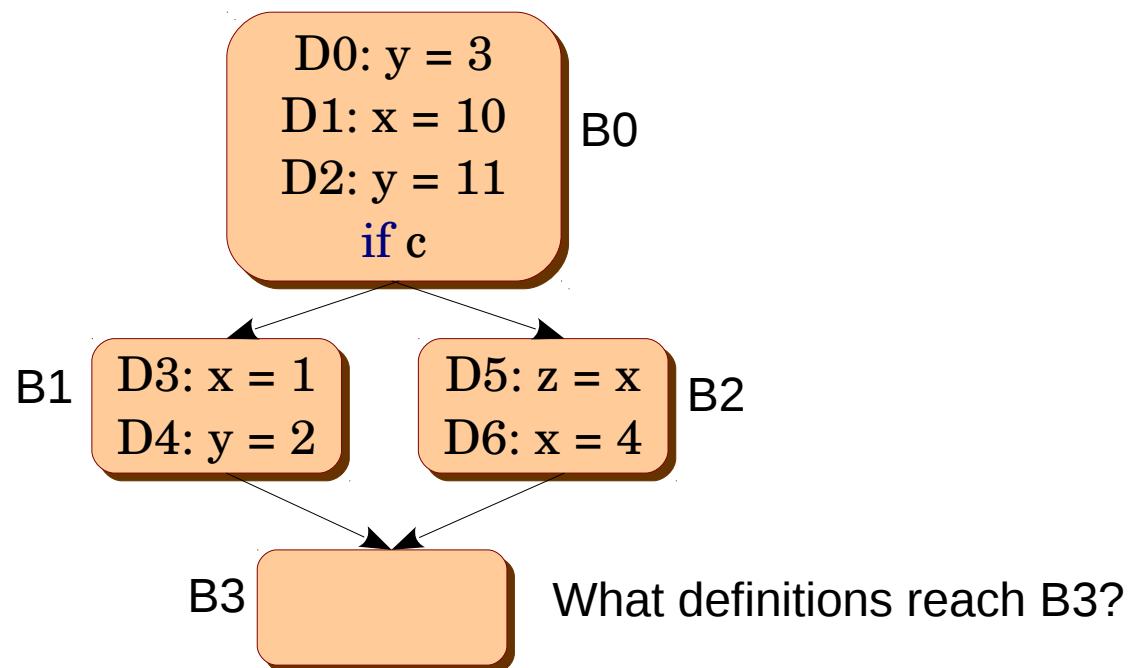 D0: y = 3
D1: x = 10
D2: y = 11
if c
B0
B1
D3: x = 1
D4: y = 2
D5: z = x
D6: x = 4
B2
B3
What definitions reach B3?